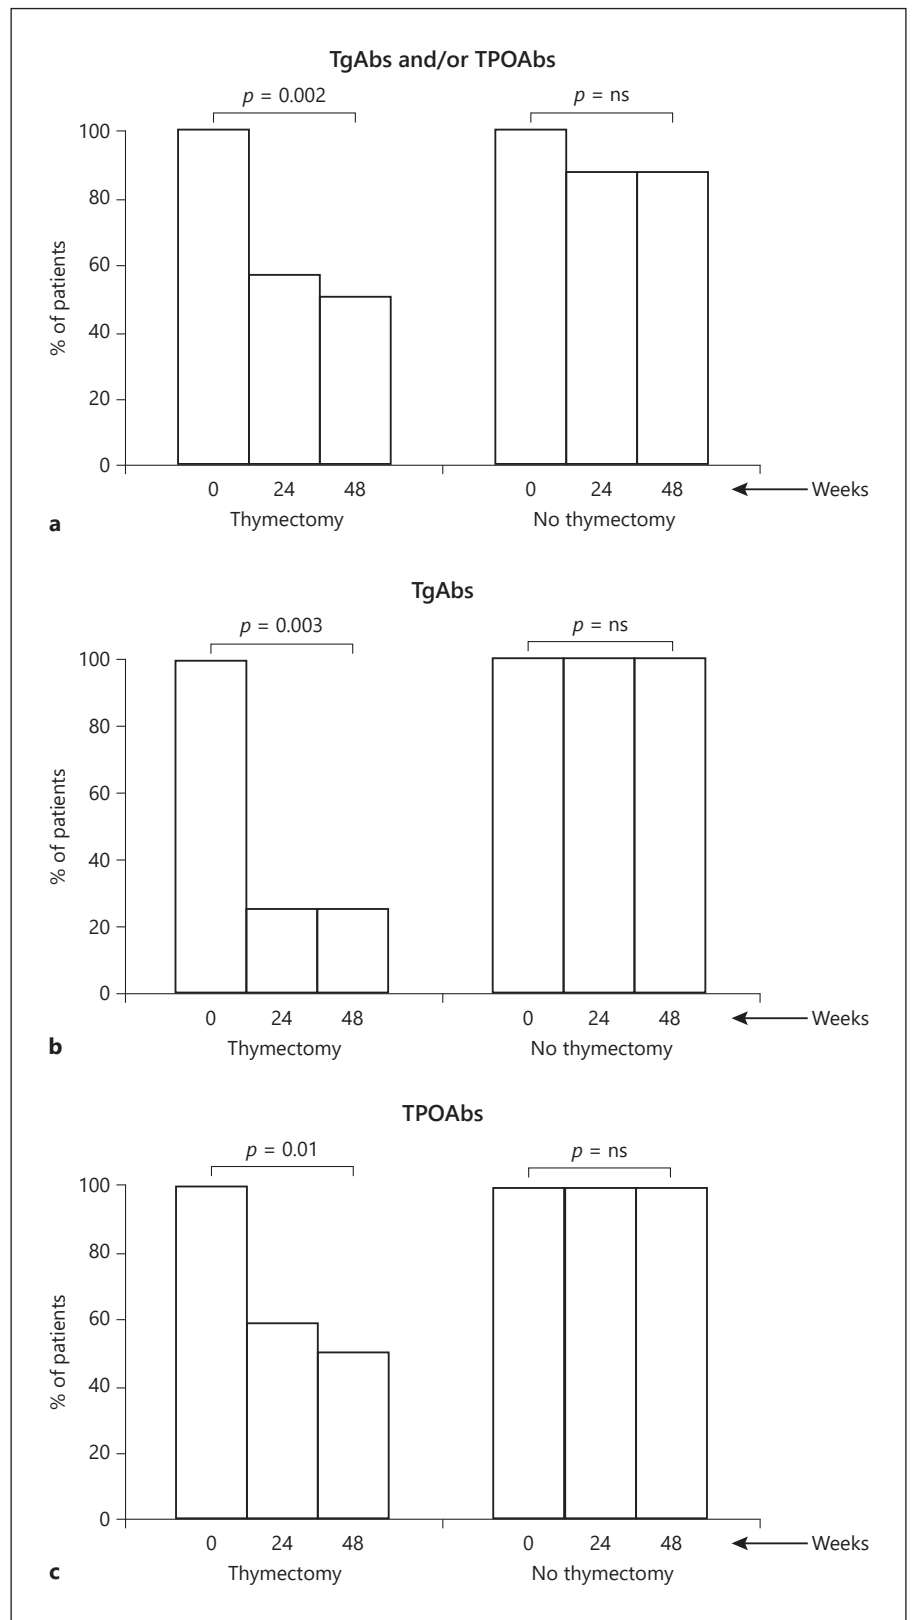 TgAbs and/or TPOAbs
p = 0.002
p = ns
100
80
60
40
20
0
% of patients
0 24 48 0 24 48 Weeks
Thymectomy No thymectomy
a
TgAbs
p = 0.003
p = ns
100
80
60
40
20
0
% of patients
0 24 48 0 24 48 Weeks
Thymectomy No thymectomy
b
TPOAbs
p = 0.01
p = ns
100
80
60
40
20
0
% of patients
0 24 48 0 24 48 Weeks
Thymectomy No thymectomy
c